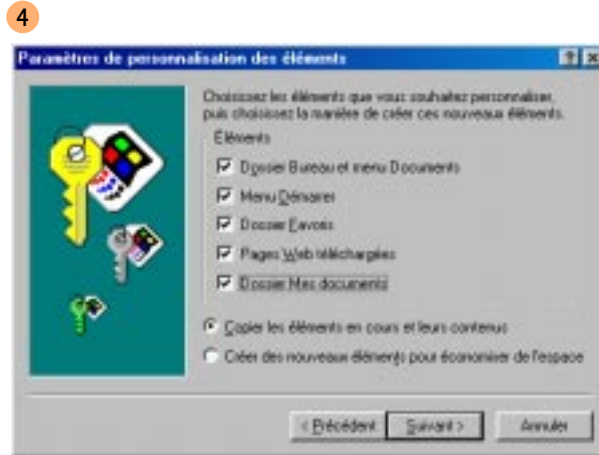 4
Paramètres de personnalisation des éléments
Choisissez les éléments que vous souhaitez personnaliser,
puis choisissez la manière de créer ces nouveaux éléments.
Éléments
Dossier Bureau et menu Documents
Menu Démarrer
Dossier Favoris
Pages Web téléchargées
Dossier Mes documents
Copier les éléments en cours et leurs contenus
Créer des nouveaux éléments pour économiser de l'espace
< Précédent Suivant > Annuler